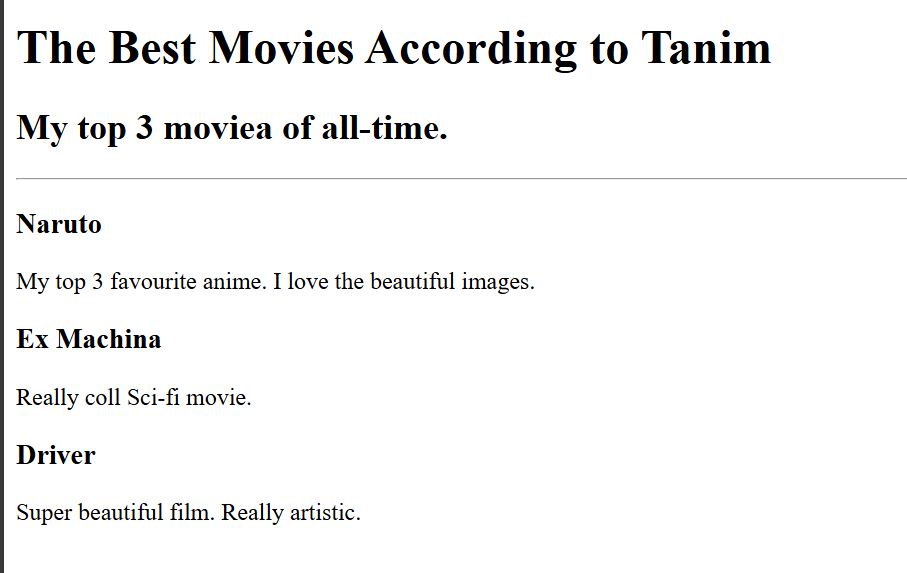 The Best Movies According to Tanim
My top 3 moviea of all-time.
Naruto
My top 3 favourite anime. I love the beautiful images.
Ex Machina
Really coll Sci-fi movie.
Driver
Super beautiful film. Really artistic.